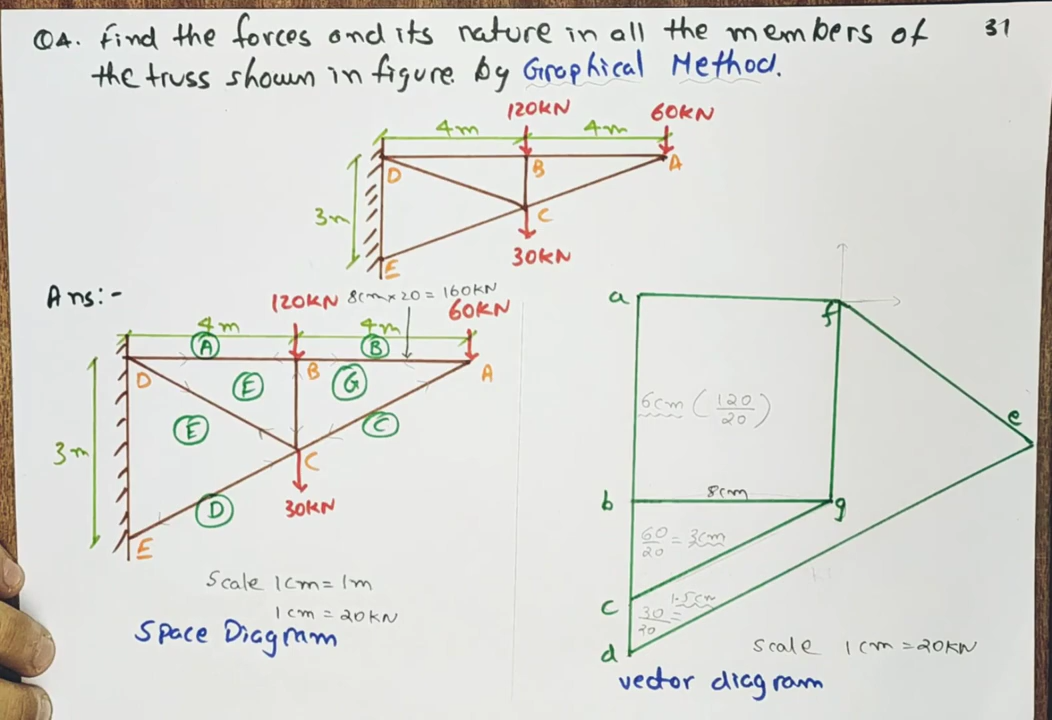 Q4. Find the forces and its nature in all the members of
the truss shown in figure by Graphical Method.
31
120KN
60KN
4m
4m
D
B
A
3m
C
E
30KN
Ans:-
120KN
8cm×20 = 160KN
60KN
4m
4m
A
B
D
B
A
E
G
E
C
3m
C
D
30KN
E
Scale 1cm=1m
1cm = 20KN
Space Diagram
a
f
6cm (120/20)
e
b
8cm
g
60/20 = 3cm
c
30/20 = 1.5cm
d
Scale 1cm = 20KN
vector diagram